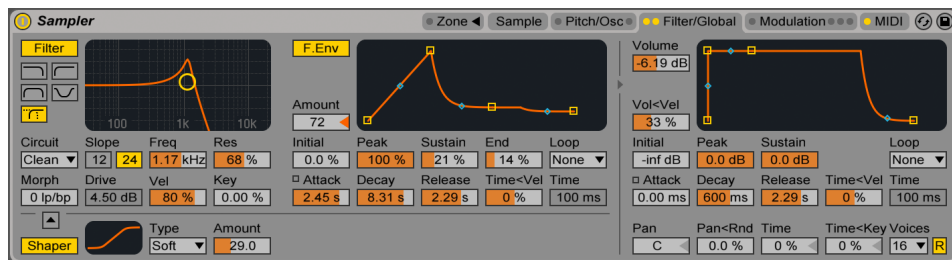 Sampler Zone Sample Pitch/Osc Filter/Global Modulation MIDI
Filter F.Env Volume
-6.19 dB
Amount Vol<Vel
100 1k 10k 72 33 %
Circuit Slope Freq Res Initial Peak Sustain End Loop Initial Peak Sustain Loop
Clean 12 24 1.17 kHz 68 % 0.0 % 100 % 21 % 14 % None -inf dB 0.0 dB 0.0 dB None
Morph Drive Vel Key Attack Decay Release Time<Vel Time Attack Decay Release Time<Vel Time
0 lp/bp 4.50 dB 80 % 0.00 % 2.45 s 8.31 s 2.29 s 0 % 100 ms 0.00 ms 600 ms 2.29 s 0 % 100 ms
Type Amount Pan Pan<Rnd Time Time<Key Voices
Shaper Soft 29.0 C 0.0 % 0 % 0 % 16 R